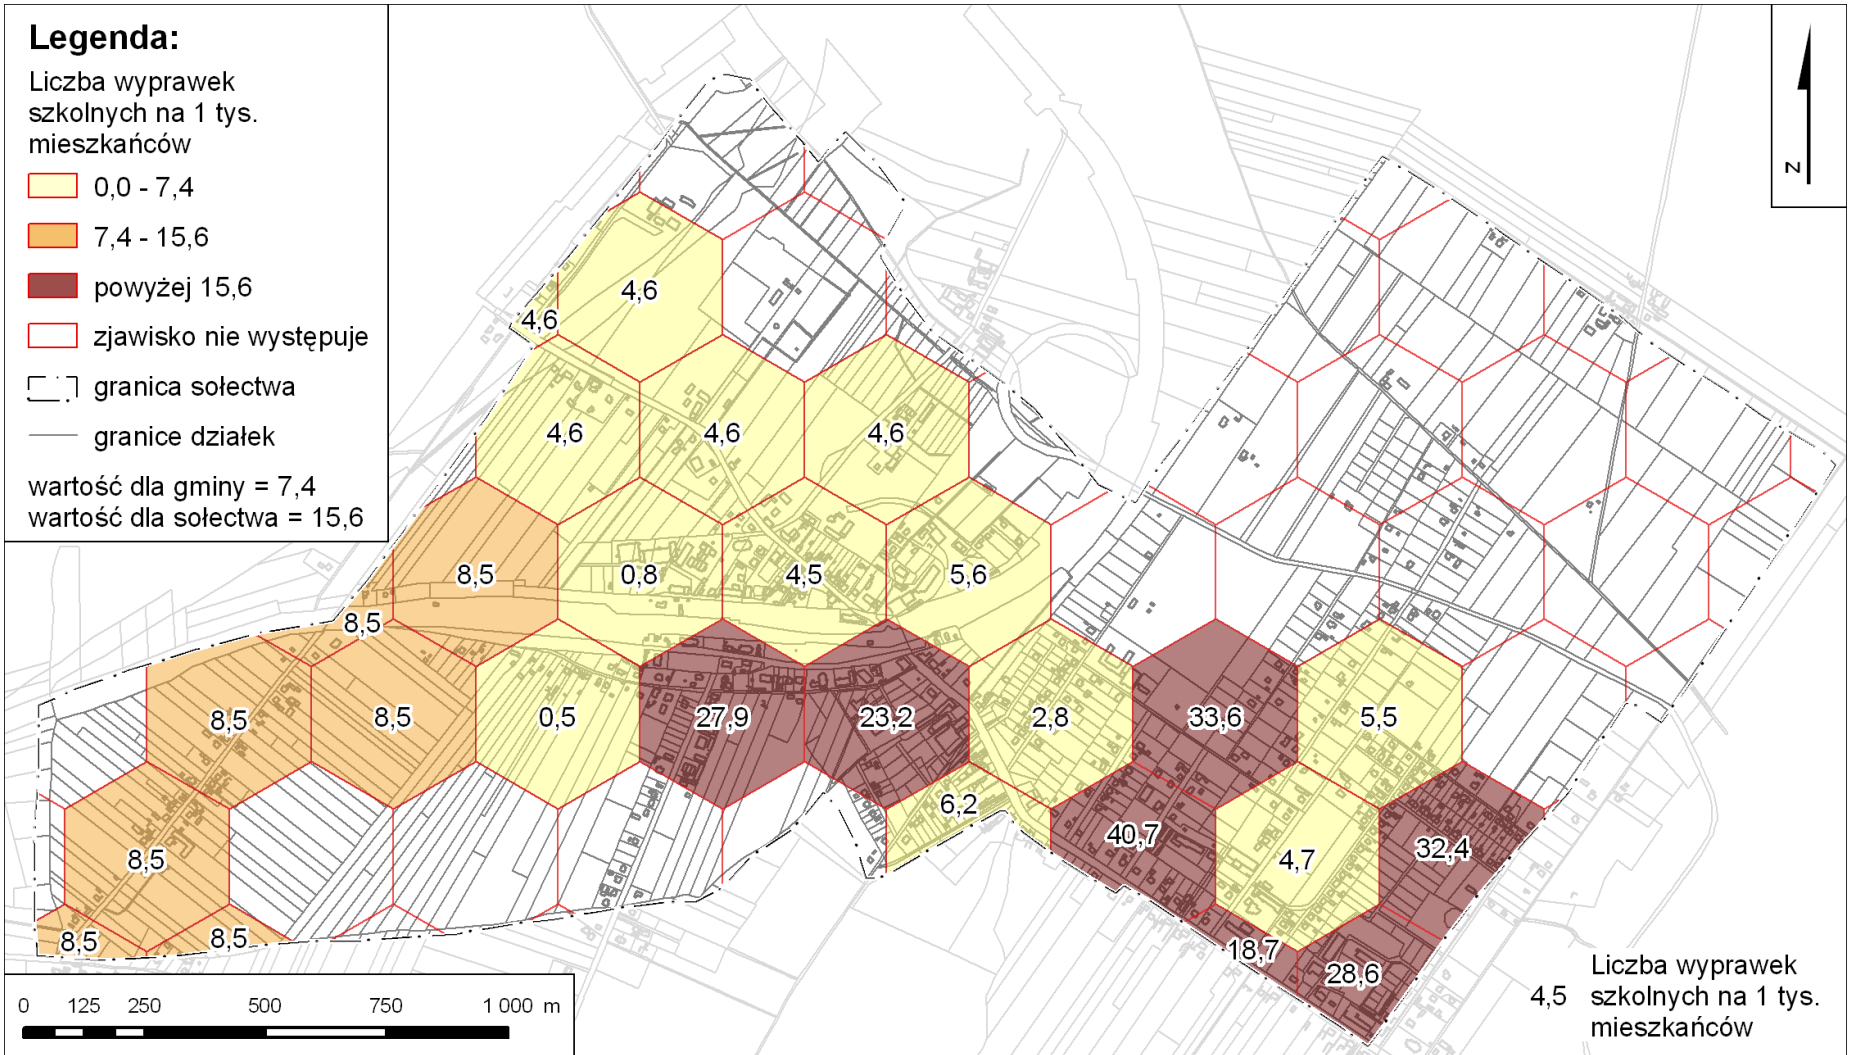 Legenda:
Liczba wyprawek
szkolnych na 1 tys.
mieszkańców
0,0 - 7,4
7,4 - 15,6
powyżej 15,6
zjawisko nie występuje
granica sołectwa
granice działek
wartość dla gminy = 7,4
wartość dla sołectwa = 15,6
N
4,6
4,6
4,6
4,6
4,6
8,5
0,8
4,5
5,6
8,5
8,5
8,5
0,5
27,9
23,2
2,8
33,6
5,5
6,2
40,7
4,7
32,4
8,5
8,5
8,5
18,7
28,6
0 125 250 500 750 1 000 m
4,5
Liczba wyprawek
szkolnych na 1 tys.
mieszkańców